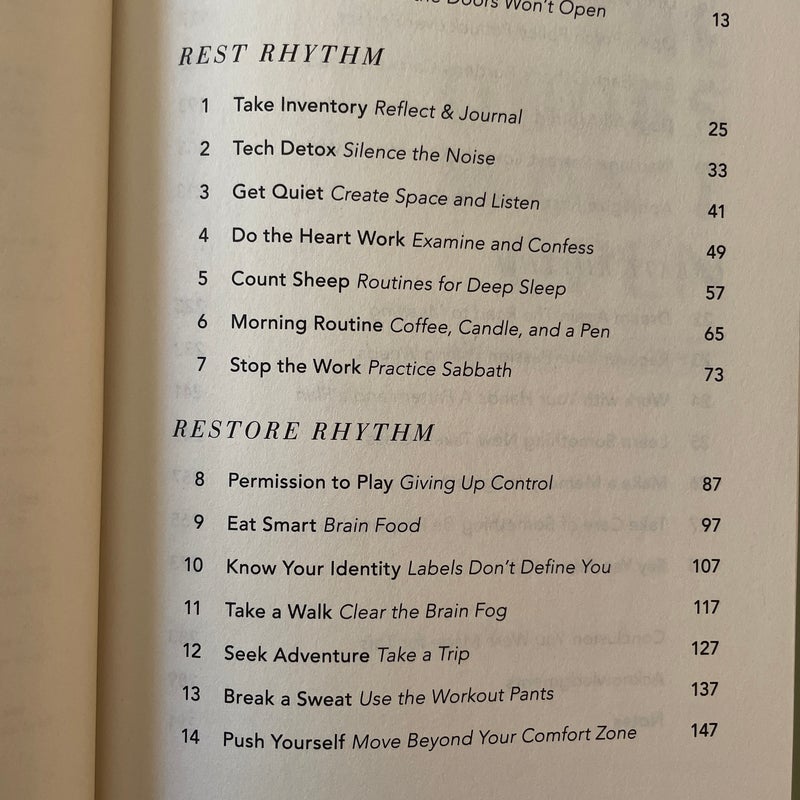 Doors Won't Open 13
REST RHYTHM
1 Take Inventory Reflect & Journal 25
2 Tech Detox Silence the Noise 33
3 Get Quiet Create Space and Listen 41
4 Do the Heart Work Examine and Confess 49
5 Count Sheep Routines for Deep Sleep 57
6 Morning Routine Coffee, Candle, and a Pen 65
7 Stop the Work Practice Sabbath 73
RESTORE RHYTHM
8 Permission to Play Giving Up Control 87
9 Eat Smart Brain Food 97
10 Know Your Identity Labels Don't Define You 107
11 Take a Walk Clear the Brain Fog 117
12 Seek Adventure Take a Trip 127
13 Break a Sweat Use the Workout Pants 137
14 Push Yourself Move Beyond Your Comfort Zone 147